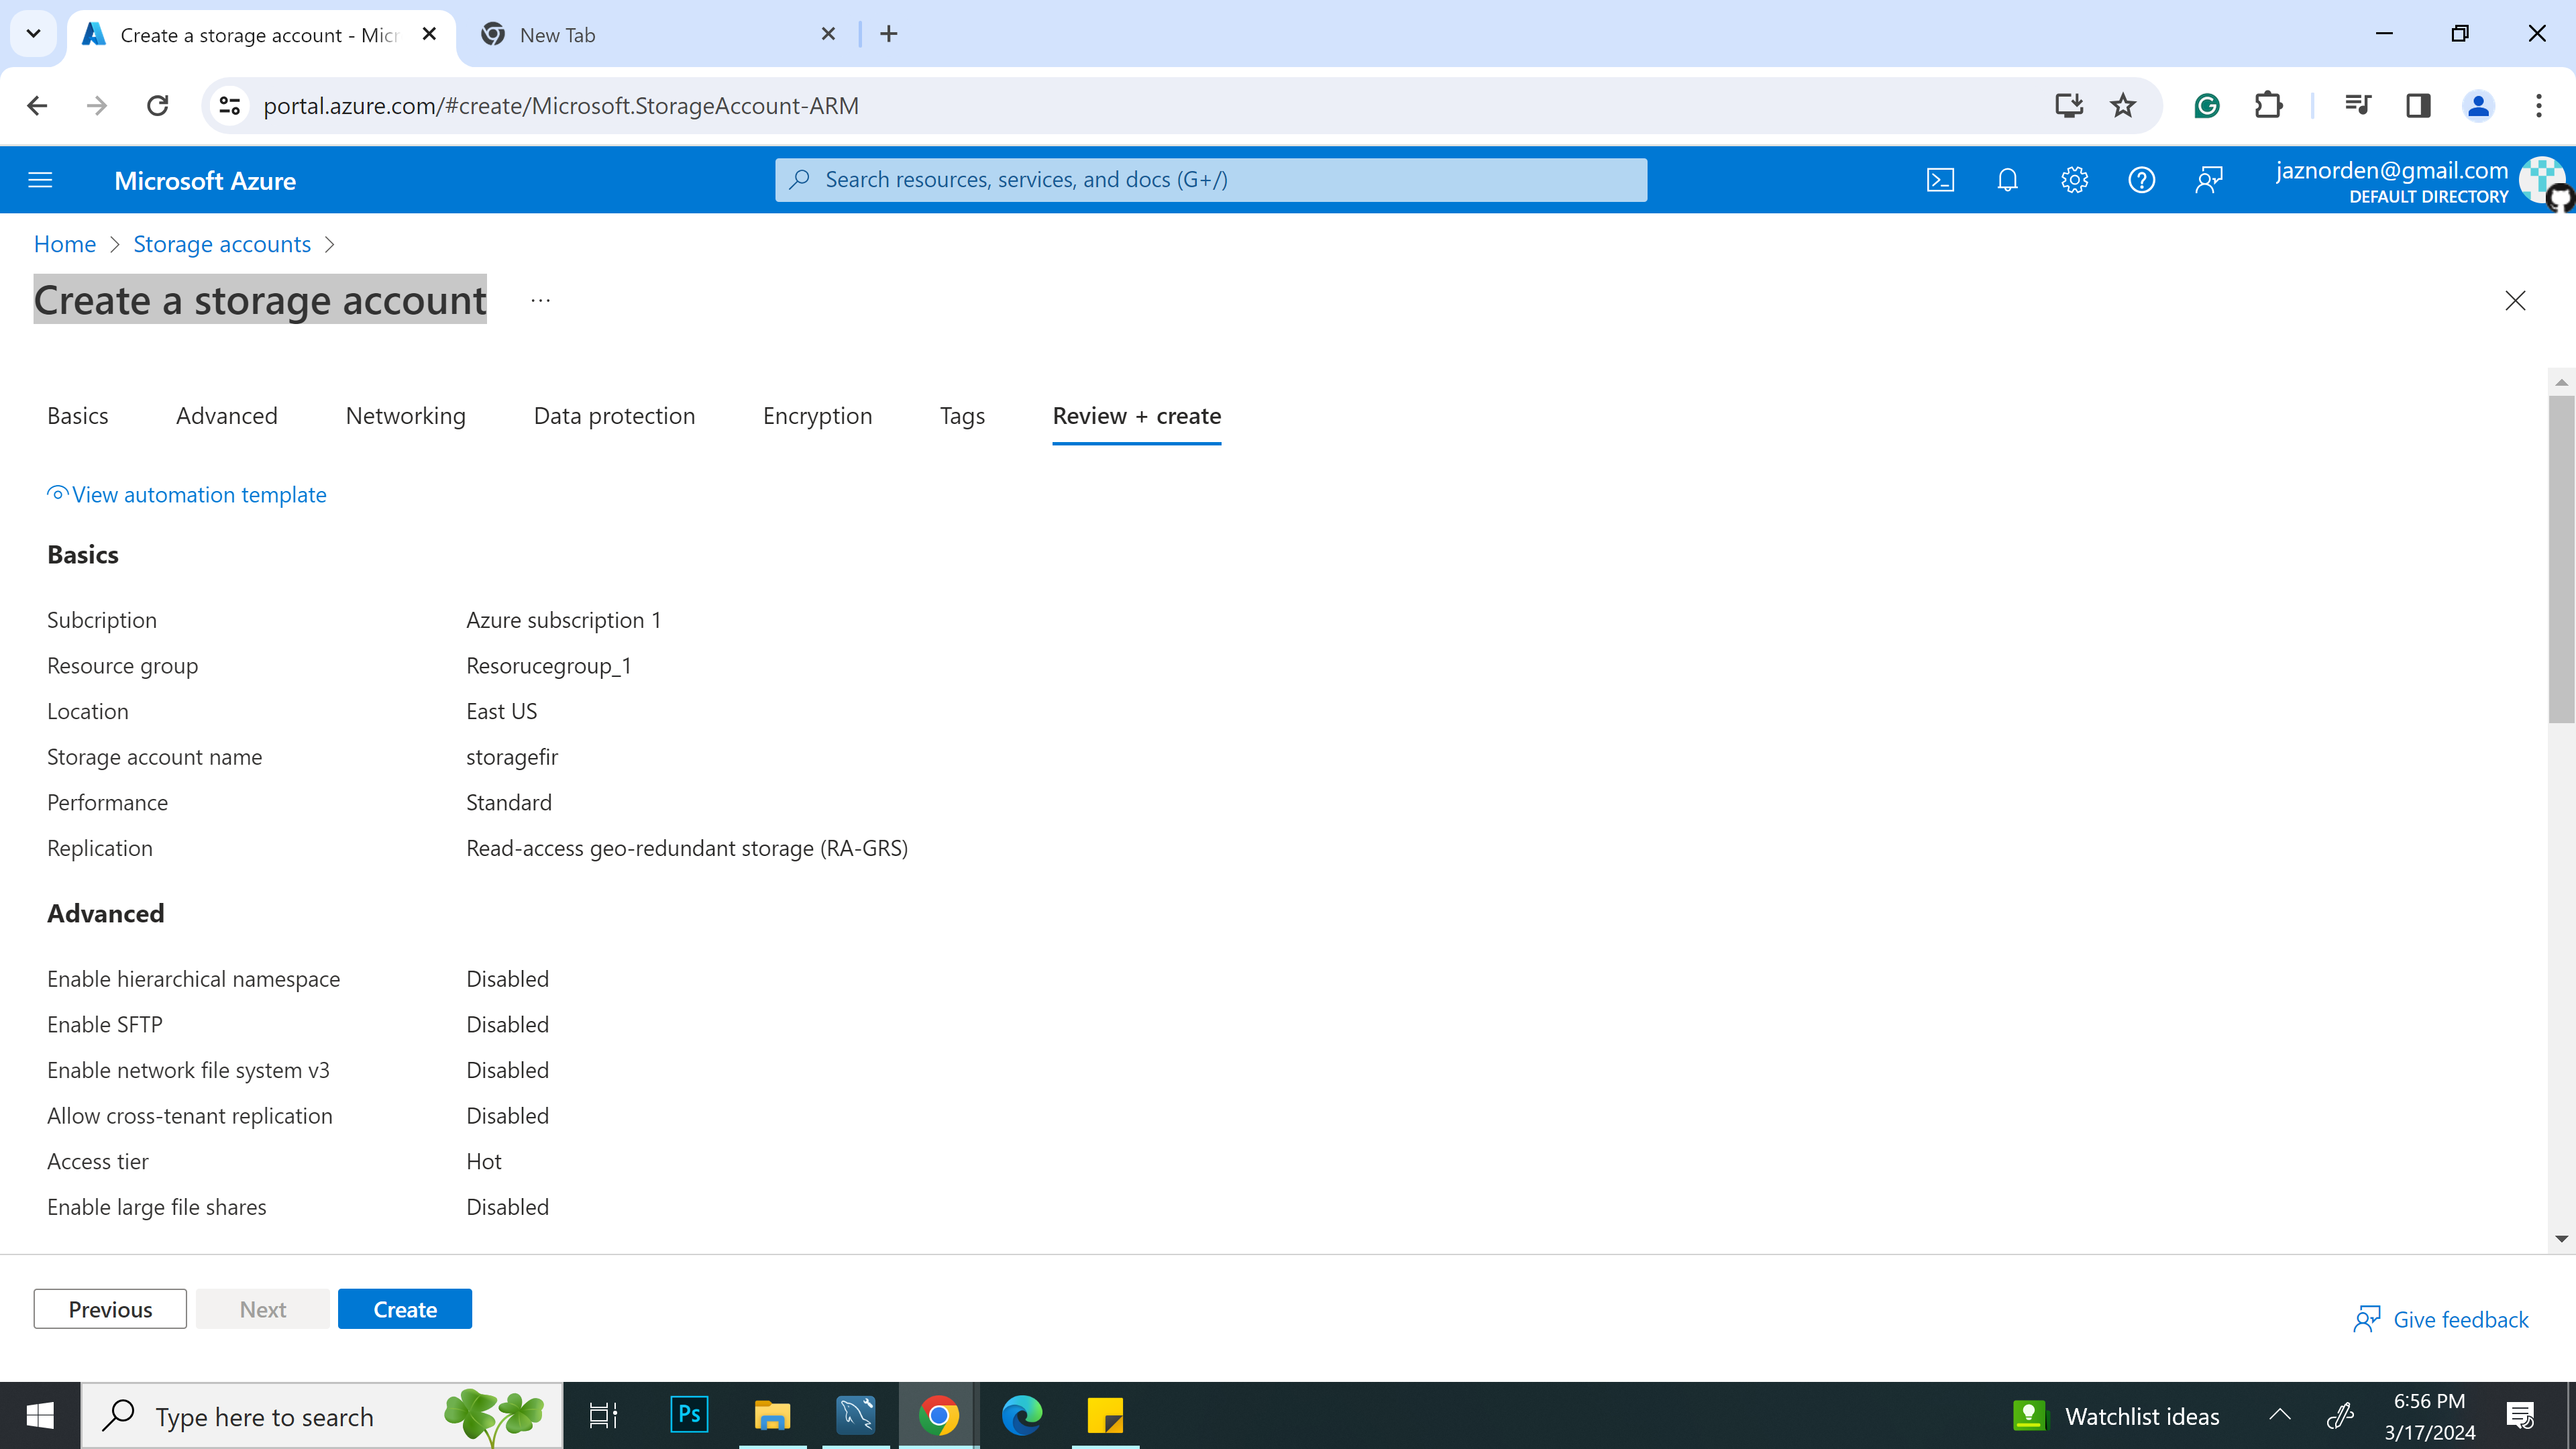 Create a storage account - Micr
New Tab
portal.azure.com/#create/Microsoft.StorageAccount-ARM
Microsoft Azure
Search resources, services, and docs (G+/)
jaznorden@gmail.com
DEFAULT DIRECTORY
Home
Storage accounts
Create a storage account
...
Basics
Advanced
Networking
Data protection
Encryption
Tags
Review + create
View automation template
Basics
Subcription Azure subscription 1
Resource group Resorucegroup_1
Location East US
Storage account name storagefir
Performance Standard
Replication Read-access geo-redundant storage (RA-GRS)
Advanced
Enable hierarchical namespace Disabled
Enable SFTP Disabled
Enable network file system v3 Disabled
Allow cross-tenant replication Disabled
Access tier Hot
Enable large file shares Disabled
Previous
Next
Create
Give feedback
Type here to search
Ps
Watchlist ideas
6:56 PM
3/17/2024